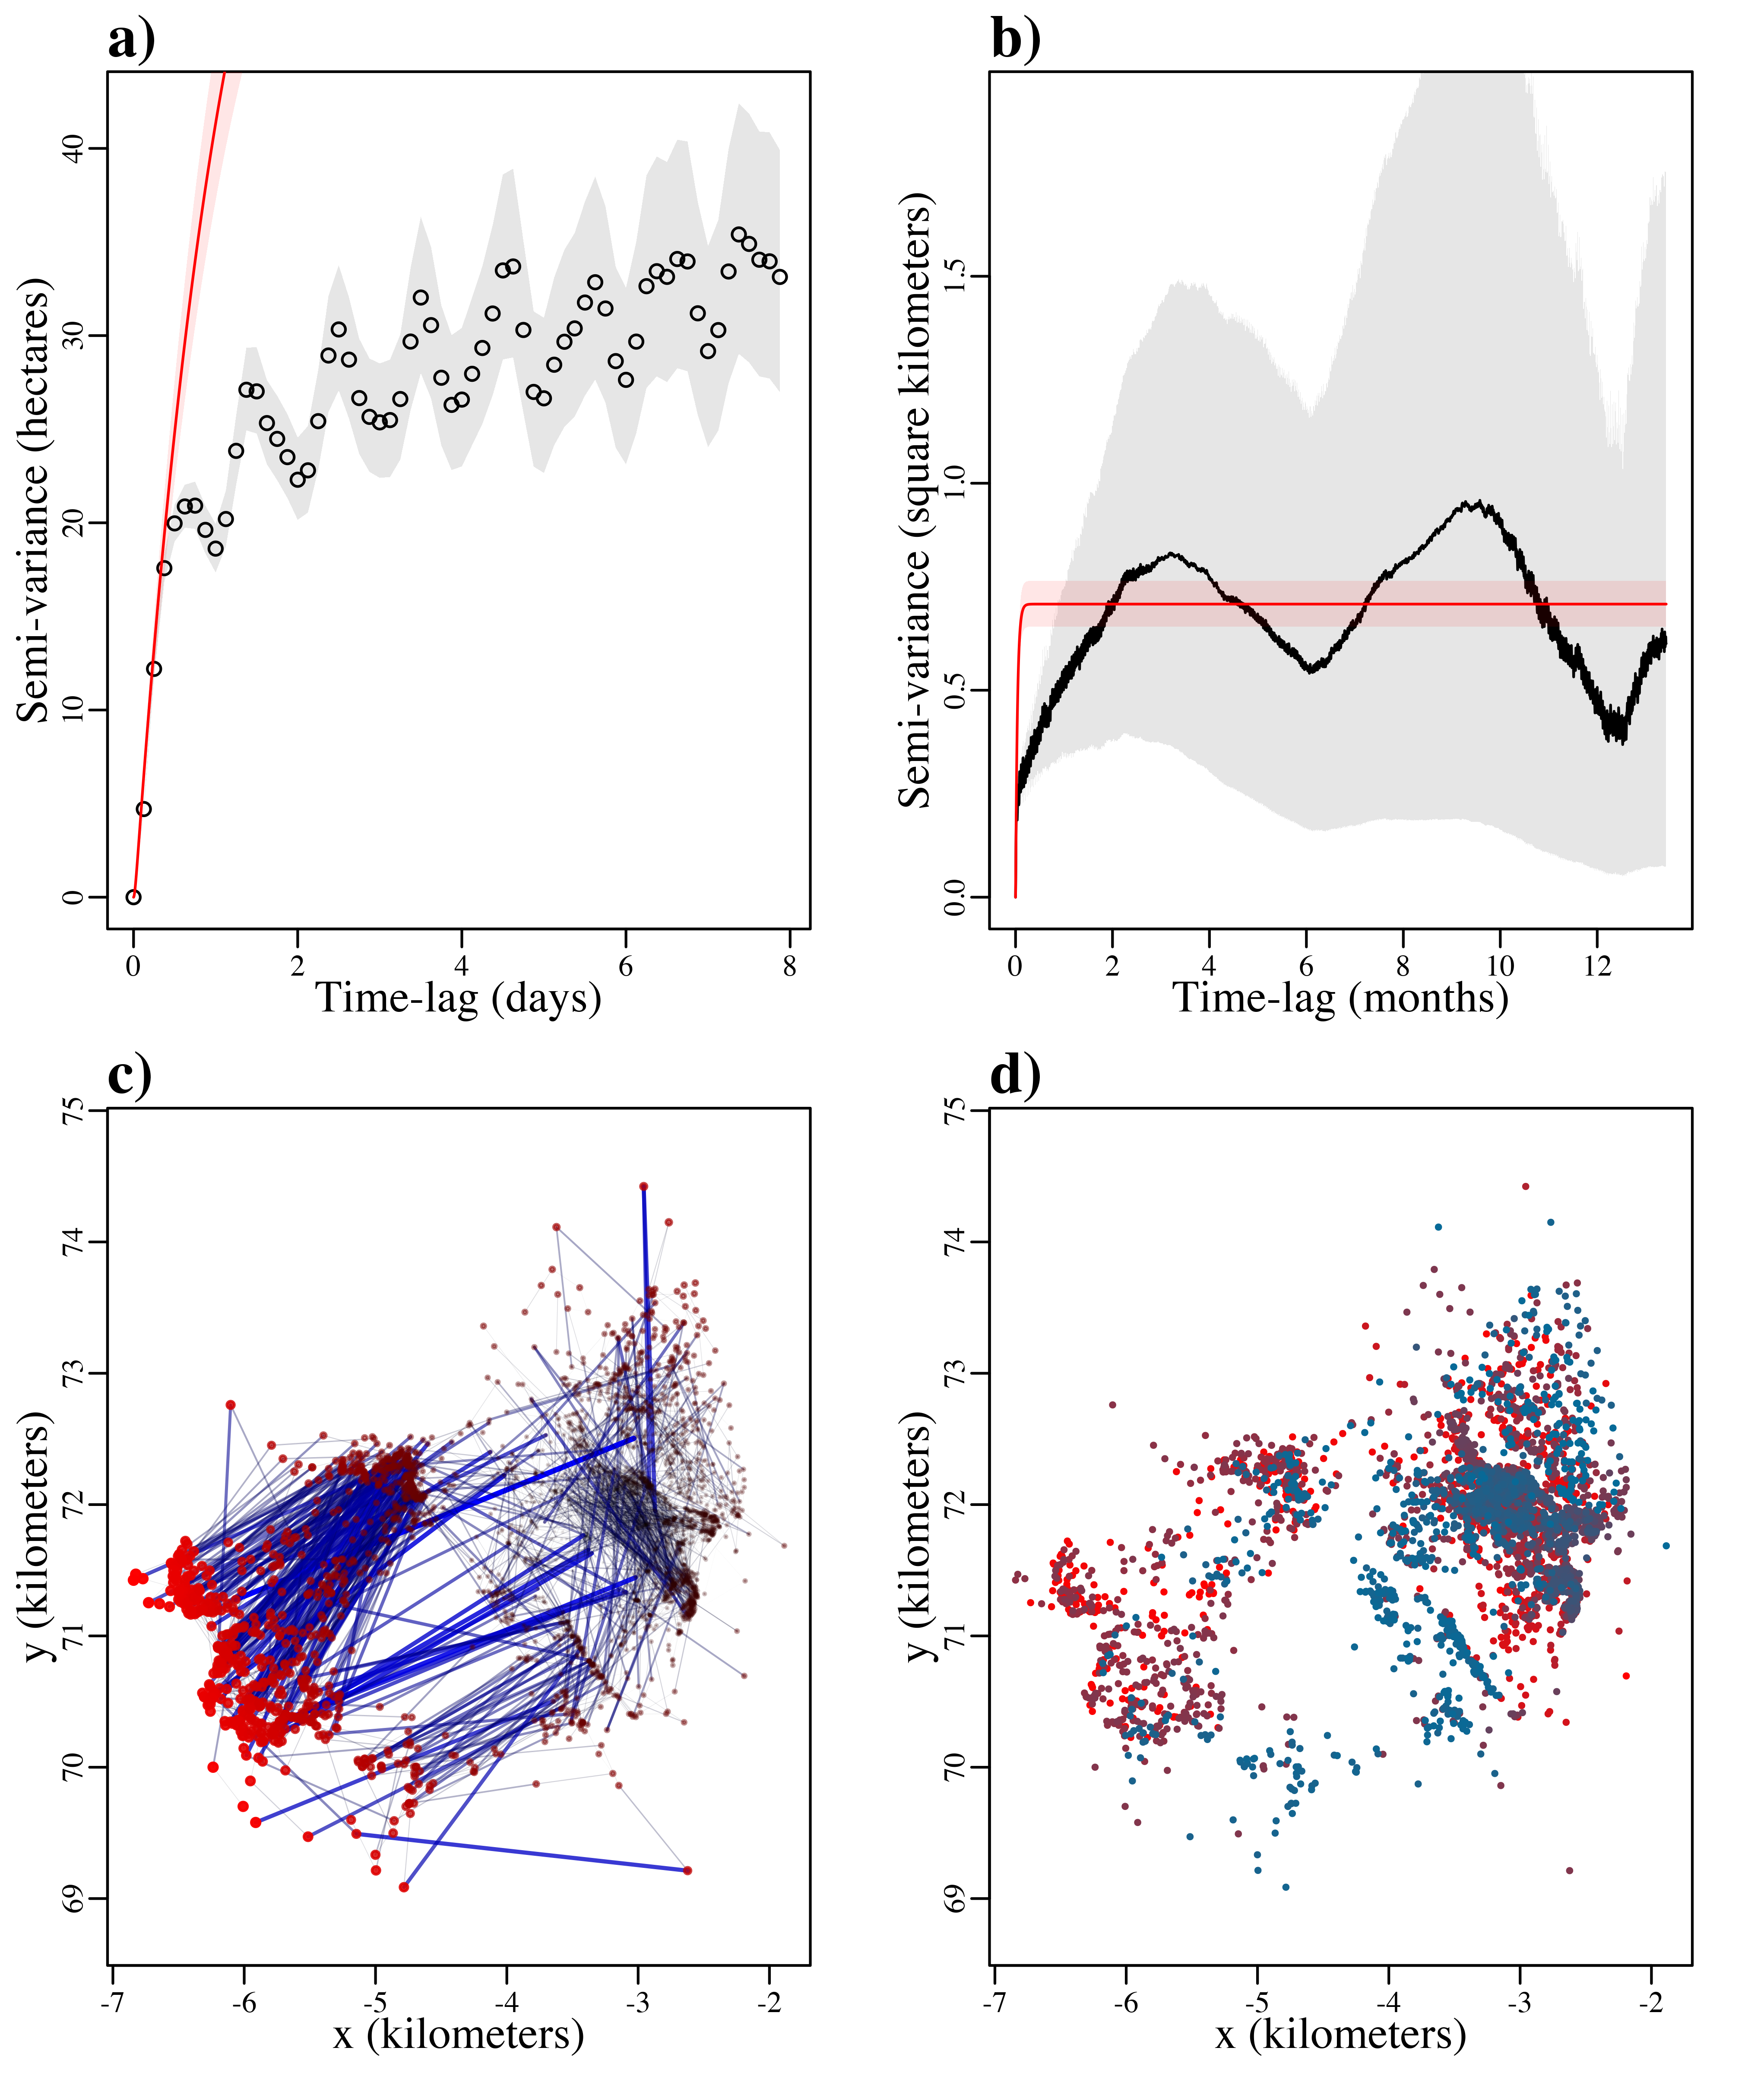 a)
Semi-variance (hectares)
40
30
20
10
0
0 2 4 6 8
Time-lag (days)
b)
Semi-variance (square kilometers)
1.5
1.0
0.5
0.0
0 2 4 6 8 10 12
Time-lag (months)
c)
y (kilometers)
75
74
73
72
71
70
69
-7 -6 -5 -4 -3 -2
x (kilometers)
d)
y (kilometers)
75
74
73
72
71
70
69
-7 -6 -5 -4 -3 -2
x (kilometers)